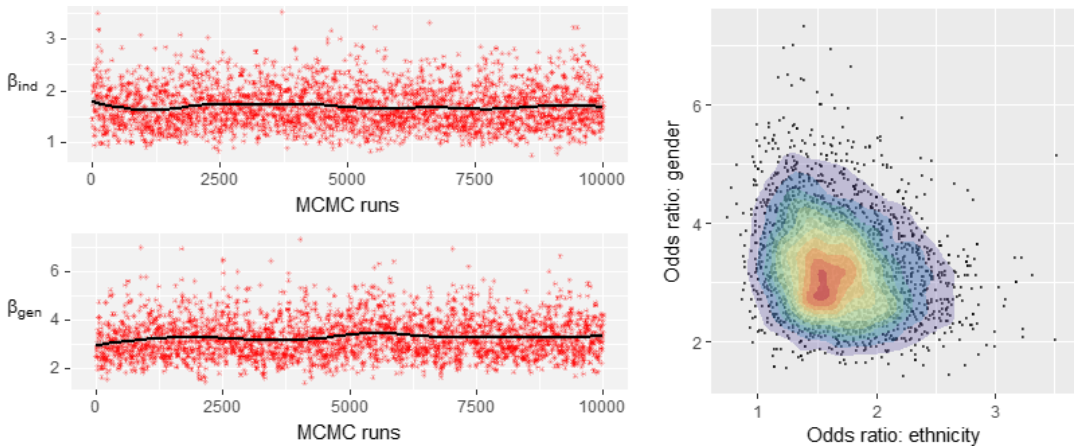 3
β_ind 2
1
0 2500 5000 7500 10000
MCMC runs
6
β_gen 4
2
0 2500 5000 7500 10000
MCMC runs
Odds ratio: gender
6
4
2
1 2 3
Odds ratio: ethnicity